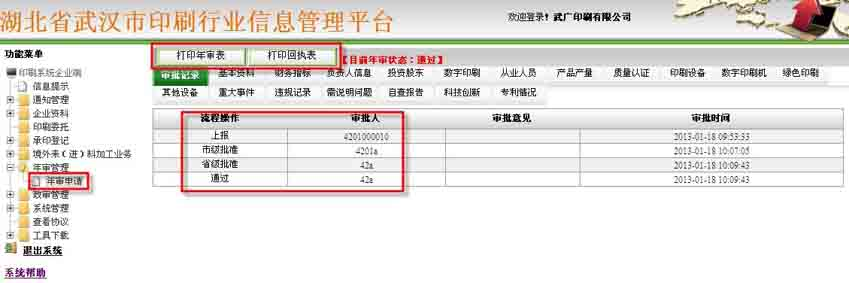 湖北省武汉市印刷行业信息管理平台
欢迎登录! 武广印刷有限公司
功能菜单
印刷系统企业端
信息提示
通知管理
企业资料
印刷委托
承印登记
境外来(进)料加工业务
年审管理
年审申请
政审管理
系统管理
查看协议
工具下载
退出系统
系统帮助
打印年审表 打印回执表 【目前年审状态:通过】
审批记录 基本资料 财务指标 负责人信息 投资股东 数字印刷 从业人员 产品产量 质量认证 印刷设备 数字印刷机 绿色印刷
其他设备 重大事件 违规记录 需说明问题 自查报告 科技创新 专利情况
流程操作 审批人 审批意见 审批时间
上报 4201000010 2013-01-18 09:53:33
市级批准 4201a 2013-01-18 10:07:05
省级批准 42a 2013-01-18 10:09:43
通过 42a 2013-01-18 10:09:43